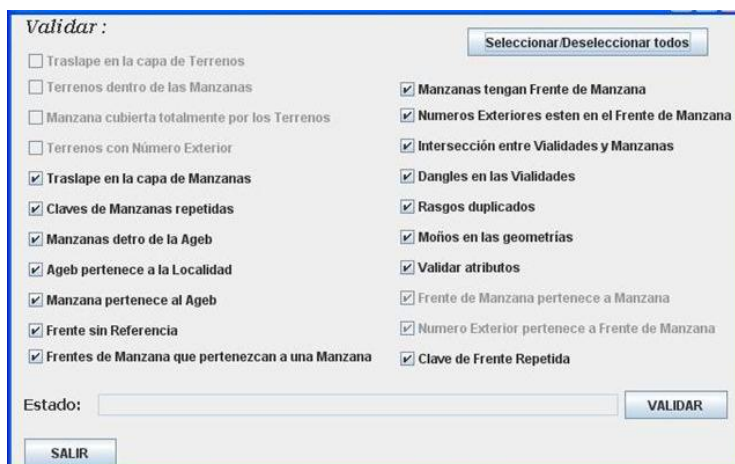 Validar :
Seleccionar/Deseleccionar todos
Traslape en la capa de Terrenos
Terrenos dentro de las Manzanas
Manzana cubierta totalmente por los Terrenos
Terrenos con Número Exterior
Traslape en la capa de Manzanas
Claves de Manzanas repetidas
Manzanas detro de la Ageb
Ageb pertenece a la Localidad
Manzana pertenece al Ageb
Frente sin Referencia
Frentes de Manzana que pertenezcan a una Manzana
Manzanas tengan Frente de Manzana
Numeros Exteriores esten en el Frente de Manzana
Intersección entre Vialidades y Manzanas
Dangles en las Vialidades
Rasgos duplicados
Moños en las geometrías
Validar atributos
Frente de Manzana pertenece a Manzana
Numero Exterior pertenece a Frente de Manzana
Clave de Frente Repetida
Estado:
VALIDAR
SALIR